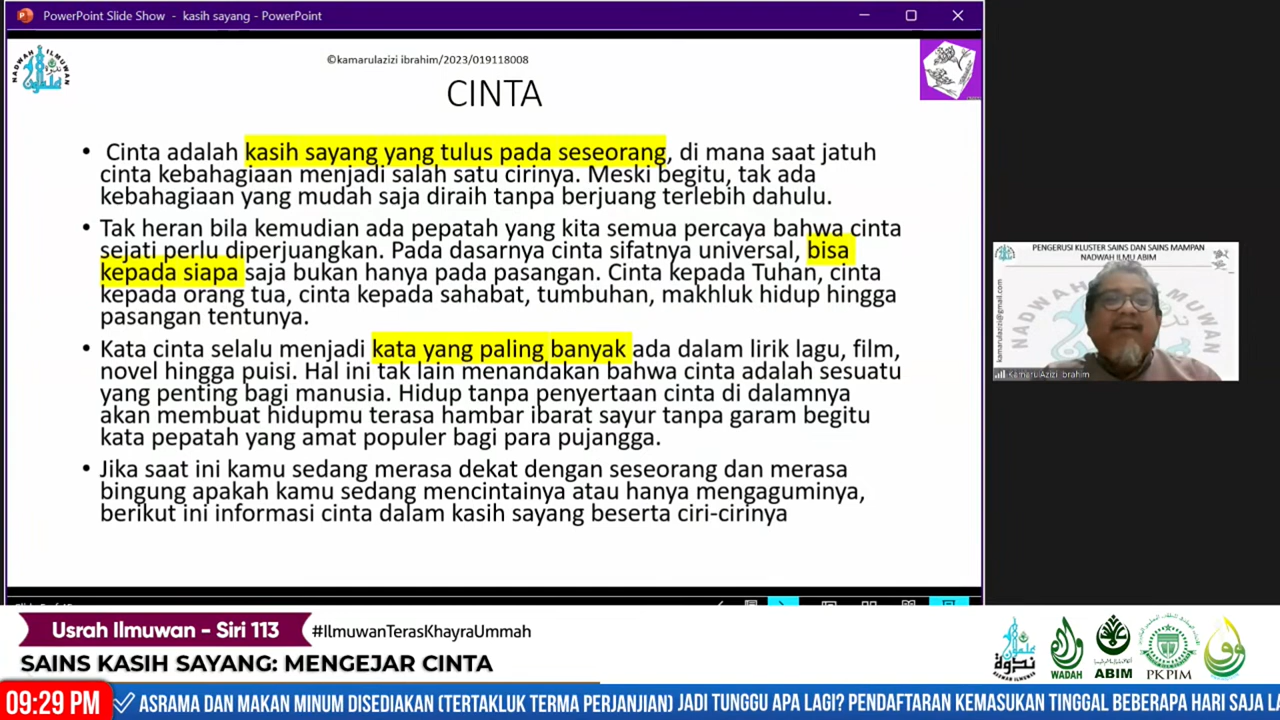 PowerPoint Slide Show - kasih sayang - PowerPoint
NADWAH ILMUWAN
©kamarulazizi ibrahim/2023/019118008
CINTA
• Cinta adalah kasih sayang yang tulus pada seseorang, di mana saat jatuh
cinta kebahagiaan menjadi salah satu cirinya. Meski begitu, tak ada
kebahagiaan yang mudah saja diraih tanpa berjuang terlebih dahulu.
• Tak heran bila kemudian ada pepatah yang kita semua percaya bahwa cinta
sejati perlu diperjuangkan. Pada dasarnya cinta sifatnya universal, bisa
kepada siapa saja bukan hanya pada pasangan. Cinta kepada Tuhan, cinta
kepada orang tua, cinta kepada sahabat, tumbuhan, makhluk hidup hingga
pasangan tentunya.
• Kata cinta selalu menjadi kata yang paling banyak ada dalam lirik lagu, film,
novel hingga puisi. Hal ini tak lain menandakan bahwa cinta adalah sesuatu
yang penting bagi manusia. Hidup tanpa penyertaan cinta di dalamnya
akan membuat hidupmu terasa hambar ibarat sayur tanpa garam begitu
kata pepatah yang amat populer bagi para pujangga.
• Jika saat ini kamu sedang merasa dekat dengan seseorang dan merasa
bingung apakah kamu sedang mencintainya atau hanya mengaguminya,
berikut ini informasi cinta dalam kasih sayang beserta ciri-cirinya
PENGERUSI KLUSTER SAINS DAN SAINS MAMPAN
NADWAH ILMU ABIM
kamarulazizi@gmail.com
NADWAH ILMUWAN
KamarulAzizi Ibrahim
Usrah Ilmuwan - Siri 113
#IlmuwanTerasKhayraUmmah
SAINS KASIH SAYANG: MENGEJAR CINTA
WADAH
ABIM
PKPIM
09:29 PM
ASRAMA DAN MAKAN MINUM DISEDIAKAN (TERTAKLUK TERMA PERJANJIAN) JADI TUNGGU APA LAGI? PENDAFTARAN KEMASUKAN TINGGAL BEBERAPA HARI SAJA LA